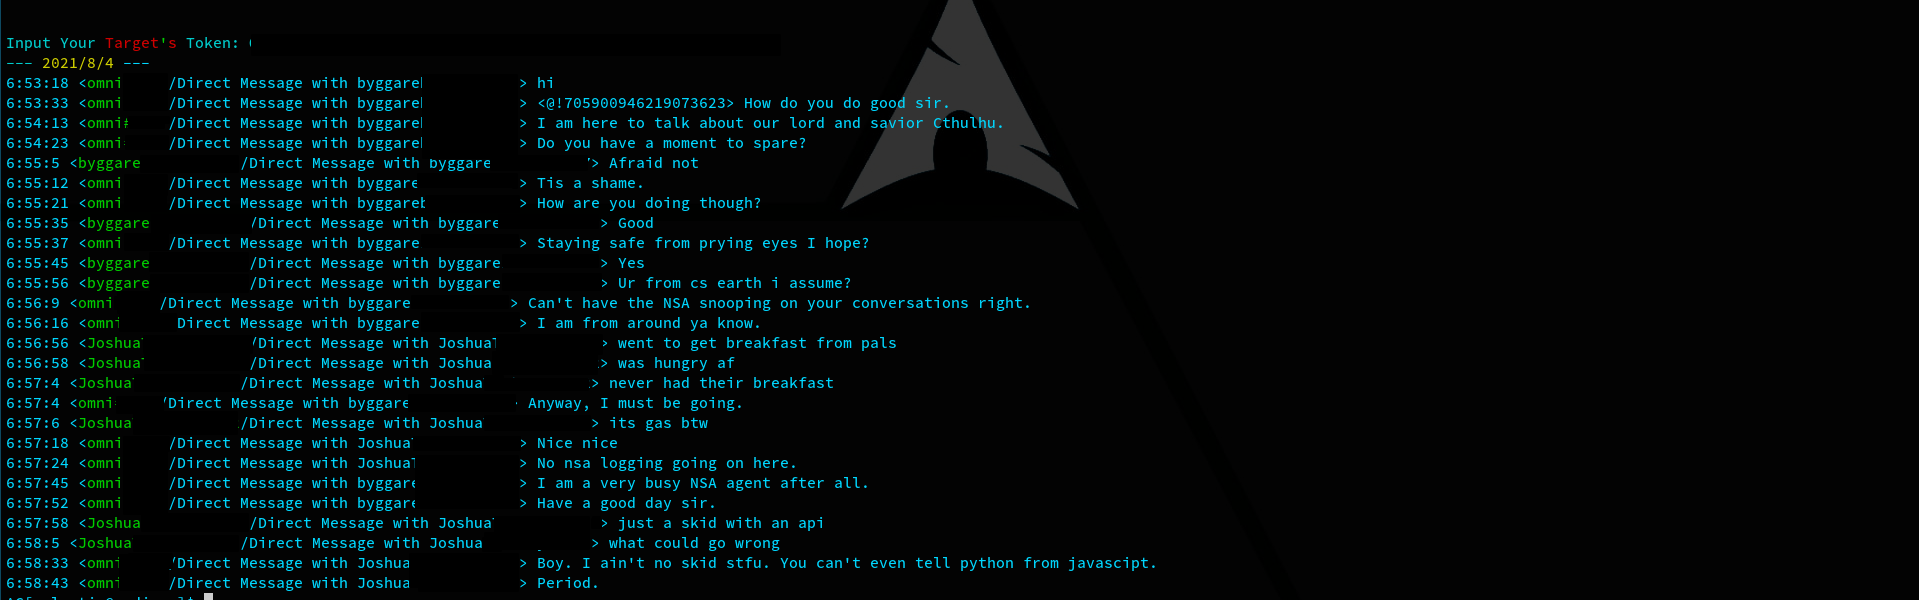 Input Your Target's Token:
--- 2021/8/4 ---
6:53:18 <omni /Direct Message with byggare > hi
6:53:33 <omni /Direct Message with byggare > <@!705900946219073623> How do you do good sir.
6:54:13 <omni# /Direct Message with byggare > I am here to talk about our lord and savior Cthulhu.
6:54:23 <omni /Direct Message with byggare > Do you have a moment to spare?
6:55:5 <byggare /Direct Message with byggare > Afraid not
6:55:12 <omni /Direct Message with byggare > Tis a shame.
6:55:21 <omni /Direct Message with byggareb > How are you doing though?
6:55:35 <byggare /Direct Message with byggare > Good
6:55:37 <omni /Direct Message with byggare > Staying safe from prying eyes I hope?
6:55:45 <byggare /Direct Message with byggare > Yes
6:55:56 <byggare /Direct Message with byggare > Ur from cs earth i assume?
6:56:9 <omni /Direct Message with byggare > Can't have the NSA snooping on your conversations right.
6:56:16 <omni Direct Message with byggare > I am from around ya know.
6:56:56 <Joshua /Direct Message with Joshua > went to get breakfast from pals
6:56:58 <Joshua /Direct Message with Joshua > was hungry af
6:57:4 <Joshua /Direct Message with Joshua > never had their breakfast
6:57:4 <omni Direct Message with byggare Anyway, I must be going.
6:57:6 <Joshua /Direct Message with Joshua > its gas btw
6:57:18 <omni /Direct Message with Joshua > Nice nice
6:57:24 <omni /Direct Message with Joshua > No nsa logging going on here.
6:57:45 <omni /Direct Message with byggare > I am a very busy NSA agent after all.
6:57:52 <omni /Direct Message with byggare > Have a good day sir.
6:57:58 <Joshua /Direct Message with Joshua > just a skid with an api
6:58:5 <Joshua /Direct Message with Joshua > what could go wrong
6:58:33 <omni Direct Message with Joshua > Boy. I ain't no skid stfu. You can't even tell python from javascipt.
6:58:43 <omni /Direct Message with Joshua > Period.